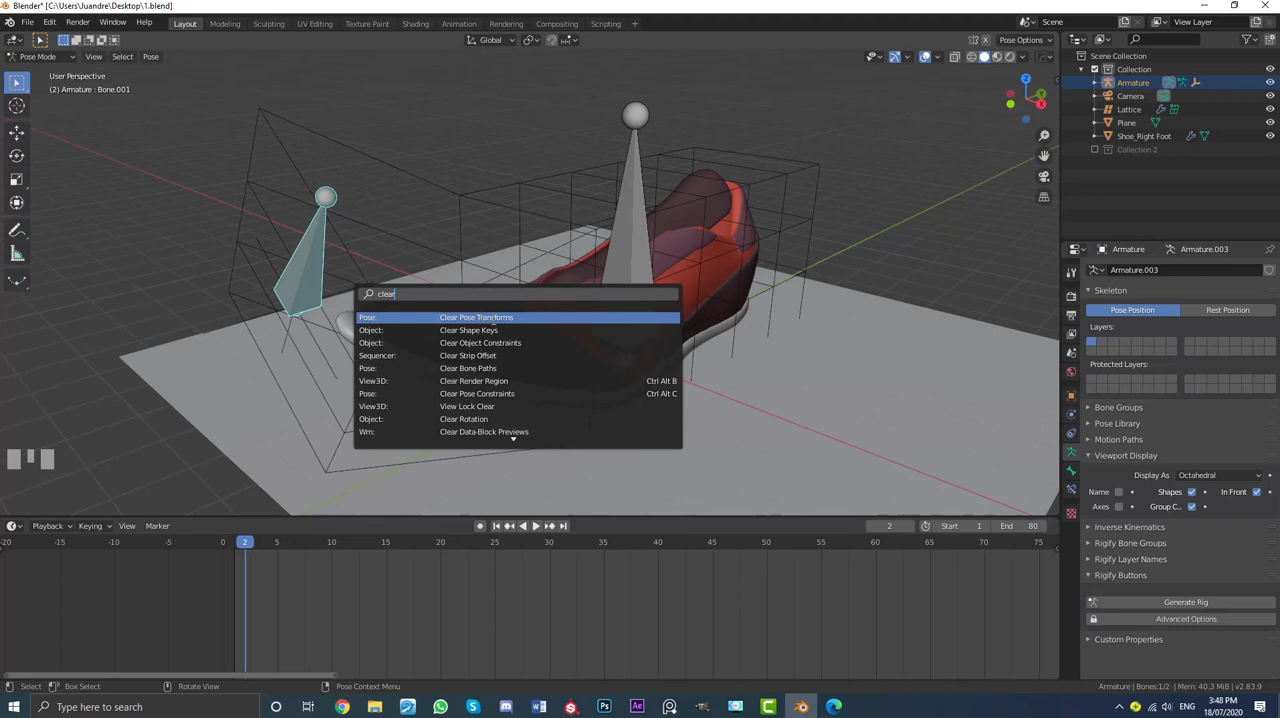 Blender* [C:\Users\Juandre\Desktop\1.blend]
File Edit Render Window Help Layout Modeling Sculpting UV Editing Texture Paint Shading Animation Rendering Compositing Scripting + Scene View Layer
Global Pose Options
Pose Mode View Select Pose
User Perspective
(2) Armature : Bone.001
Z
Y
X
Scene Collection
Collection
Armature
Camera
Lattice
Plane
Shoe_Right Foot
Collection 2
Armature Armature.003
Armature.003
Skeleton
Pose Position Rest Position
Layers:
Protected Layers:
Bone Groups
Pose Library
Motion Paths
Viewport Display
Display As Octahedral
Name Shapes In Front
Axes Group C...
Inverse Kinematics
Rigify Bone Groups
Rigify Layer Names
Rigify Buttons
Generate Rig
Advanced Options
Custom Properties
clear
Pose: Clear Pose Transforms
Object: Clear Shape Keys
Object: Clear Object Constraints
Sequencer: Clear Strip Offset
Pose: Clear Bone Paths
View3D: Clear Render Region Ctrl Alt B
Pose: Clear Pose Constraints Ctrl Alt C
View3D: View Lock Clear
Object: Clear Rotation
Wm: Clear Data-Block Previews
Playback Keying View Marker 2 Start 1 End 80
-20 -15 -10 -5 0 2 5 10 15 20 25 30 35 40 45 50 55 60 65 70 75
Select Box Select Rotate View Pose Context Menu Armature | Bones:1/2 | Mem: 40.3 MiB | v2.83.9
Type here to search ENG 3:48 PM
18/07/2020